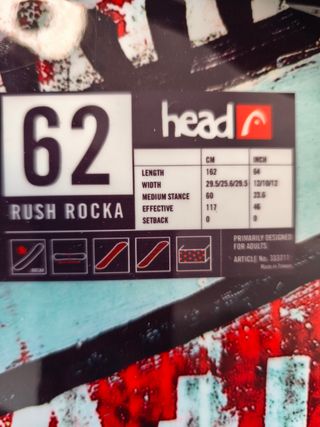 62
RUSH ROCKA
head
CM INCH
LENGTH 162 64
WIDTH 29.5/25.6/29.5 12/10/12
MEDIUM STANCE 60 23.6
EFFECTIVE 117 46
SETBACK 0 0
PRIMARILY DESIGNED
FOR ADULTS.
ARTICLE No.
Made in